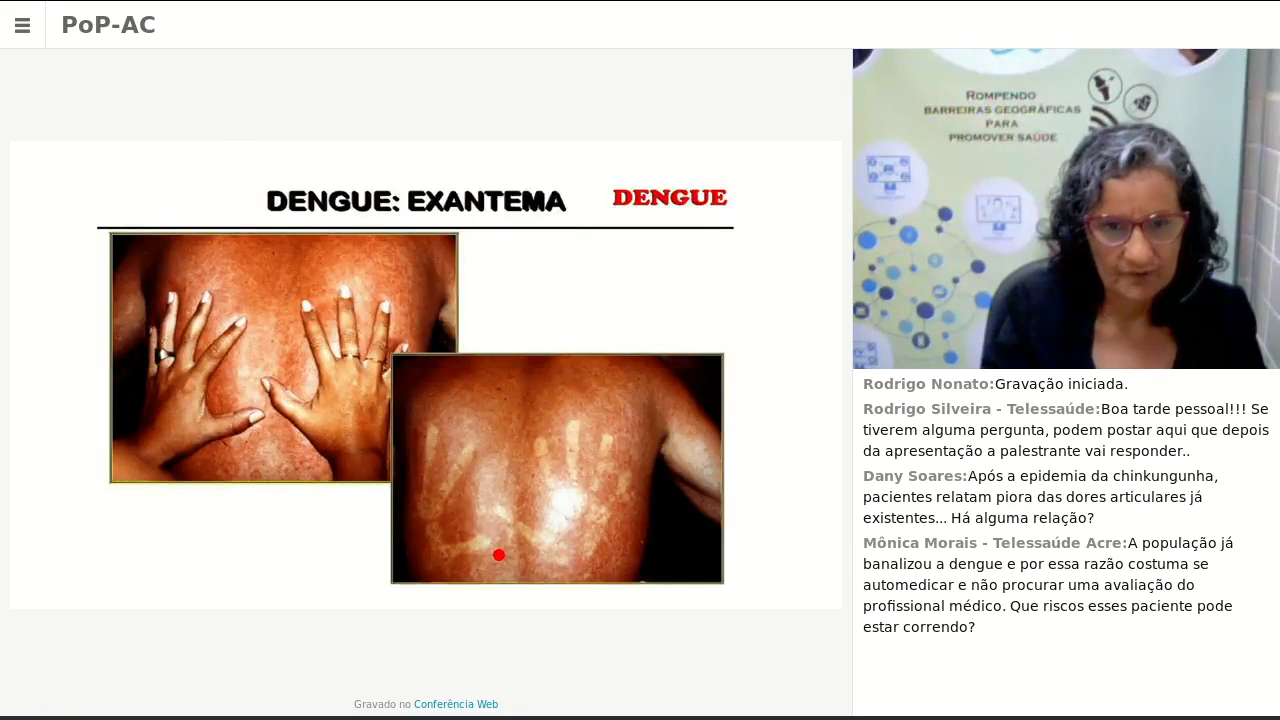 PoP-AC
DENGUE: EXANTEMA
DENGUE
ROMPENDO
BARREIRAS GEOGRÁFICAS
PARA
PROMOVER SAÚDE
Rodrigo Nonato:Gravação iniciada.
Rodrigo Silveira - Telessaúde:Boa tarde pessoal!!! Se
tiverem alguma pergunta, podem postar aqui que depois
da apresentação a palestrante vai responder..
Dany Soares:Após a epidemia da chinkungunha,
pacientes relatam piora das dores articulares já
existentes... Há alguma relação?
Mônica Morais - Telessaúde Acre:A população já
banalizou a dengue e por essa razão costuma se
automedicar e não procurar uma avaliação do
profissional médico. Que riscos esses paciente pode
estar correndo?
Gravado no Conferência Web